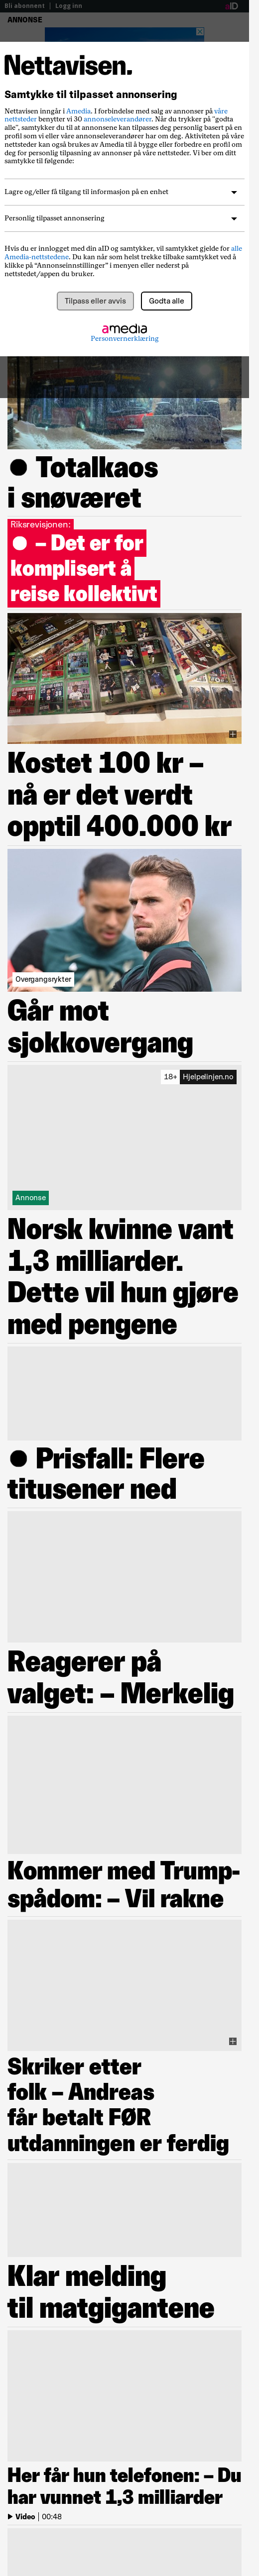 Bli abonnent | Logg inn
aID
ANNONSE
Nettavisen.
Samtykke til tilpasset annonsering
Nettavisen inngår i Amedia. I forbindelse med salg av annonser på våre
nettsteder benytter vi 30 annonseleverandører. Når du trykker på "godta
alle", samtykker du til at annonsene kan tilpasses deg personlig basert på en
profil som vi eller våre annonseleverandører har om deg. Aktiviteten på våre
nettsteder kan også brukes av Amedia til å bygge eller forbedre en profil om
deg for personlig tilpasning av annonser på våre nettsteder. Vi ber om ditt
samtykke til følgende:
Lagre og/eller få tilgang til informasjon på en enhet
Personlig tilpasset annonsering
Hvis du er innlogget med din aID og samtykker, vil samtykket gjelde for alle
Amedia-nettstedene. Du kan når som helst trekke tilbake samtykket ved å
klikke på “Annonseinnstillinger” i menyen eller nederst på
nettstedet/appen du bruker.
Tilpass eller avvis
Godta alle
amedia
Personvernerklæring
Totalkaos
i snøværet
Riksrevisjonen:
– Det er for
komplisert å
reise kollektivt
Kostet 100 kr –
nå er det verdt
opptil 400.000 kr
Overgangsrykter
Går mot
sjokkovergang
18+ Hjelpelinjen.no
Annonse
Norsk kvinne vant
1,3 milliarder.
Dette vil hun gjøre
med pengene
Prisfall: Flere
titusener ned
Reagerer på
valget: – Merkelig
Kommer med Trump-
spådom: – Vil rakne
Skriker etter
folk – Andreas
får betalt FØR
utdanningen er ferdig
Klar melding
til matgigantene
Her får hun telefonen: – Du
har vunnet 1,3 milliarder
Video | 00:48